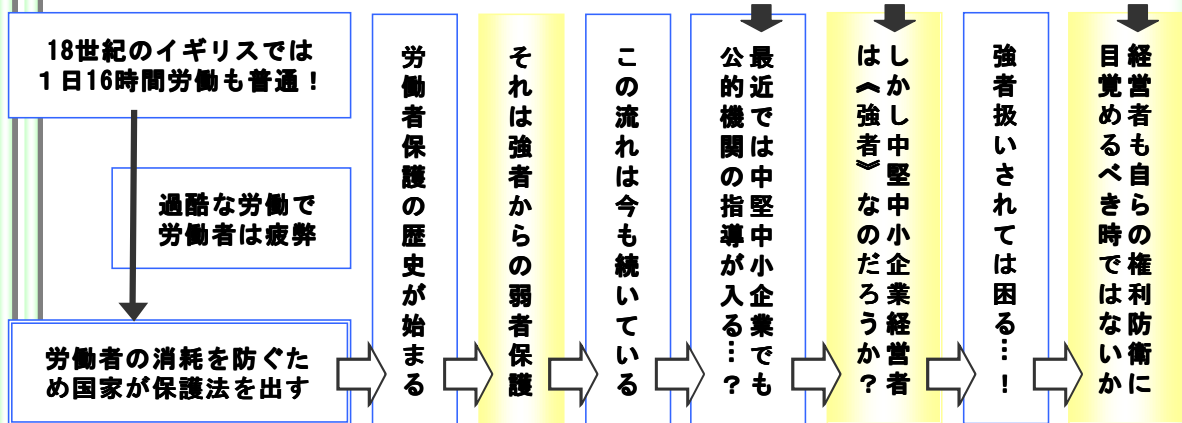 18世紀のイギリスでは
1日16時間労働も普通！
過酷な労働で
労働者は疲弊
労働者の消耗を防ぐた
め国家が保護法を出す
労働者保護の歴史が始まる
それは強者からの弱者保護
この流れは今も続いている
最近では中堅中小企業でも
公的機関の指導が入る…？
しかし中堅中小企業経営者
は《強者》なのだろうか？
強者扱いされては困る…！
経営者も自らの権利防衛に
目覚めるべき時ではないか